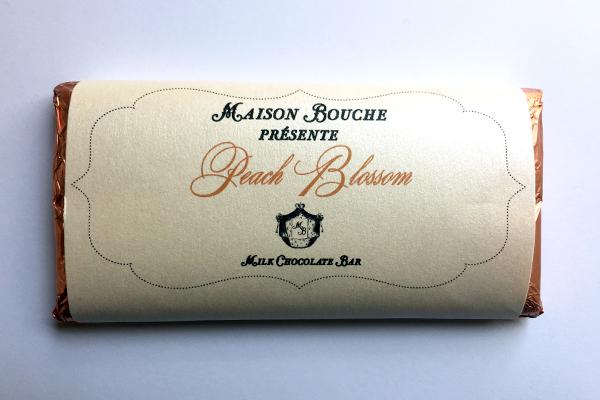 Maison Bouche
présente
Peach Blossom
M
B
Milk Chocolate Bar